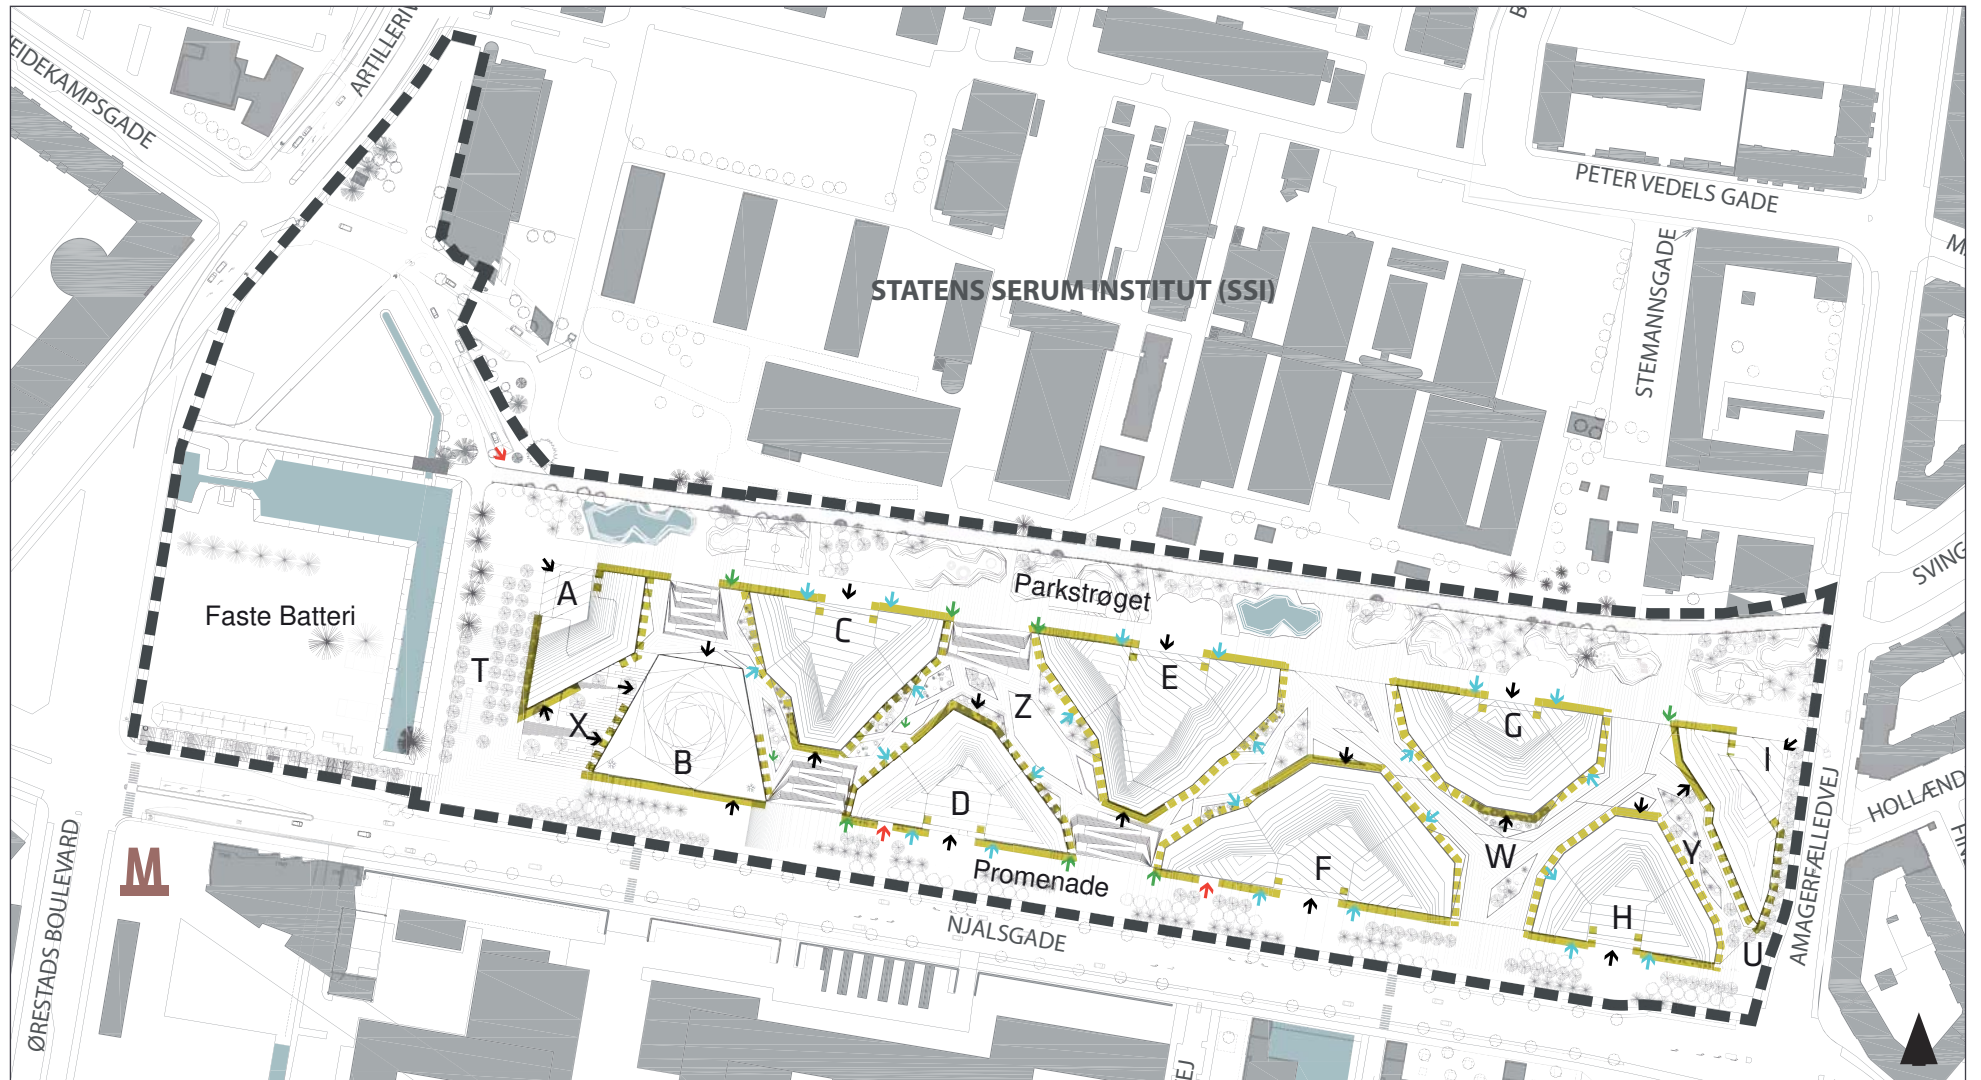 EIDEKAMPSGADE
PETER VEDELS GADE
STEMANNSGADE
STATENS SERUM INSTITUT (SSI)
SVING
Faste Batteri
Parkstrøget
A
C
E
T
X
Z
G
I
B
D
F
W
Y
H
U
Promenade
NJALSGADE
AMAGERFÆLLEDVEJ
HOLLÆND
M
ØRESTADS BOULEVARD
EJ